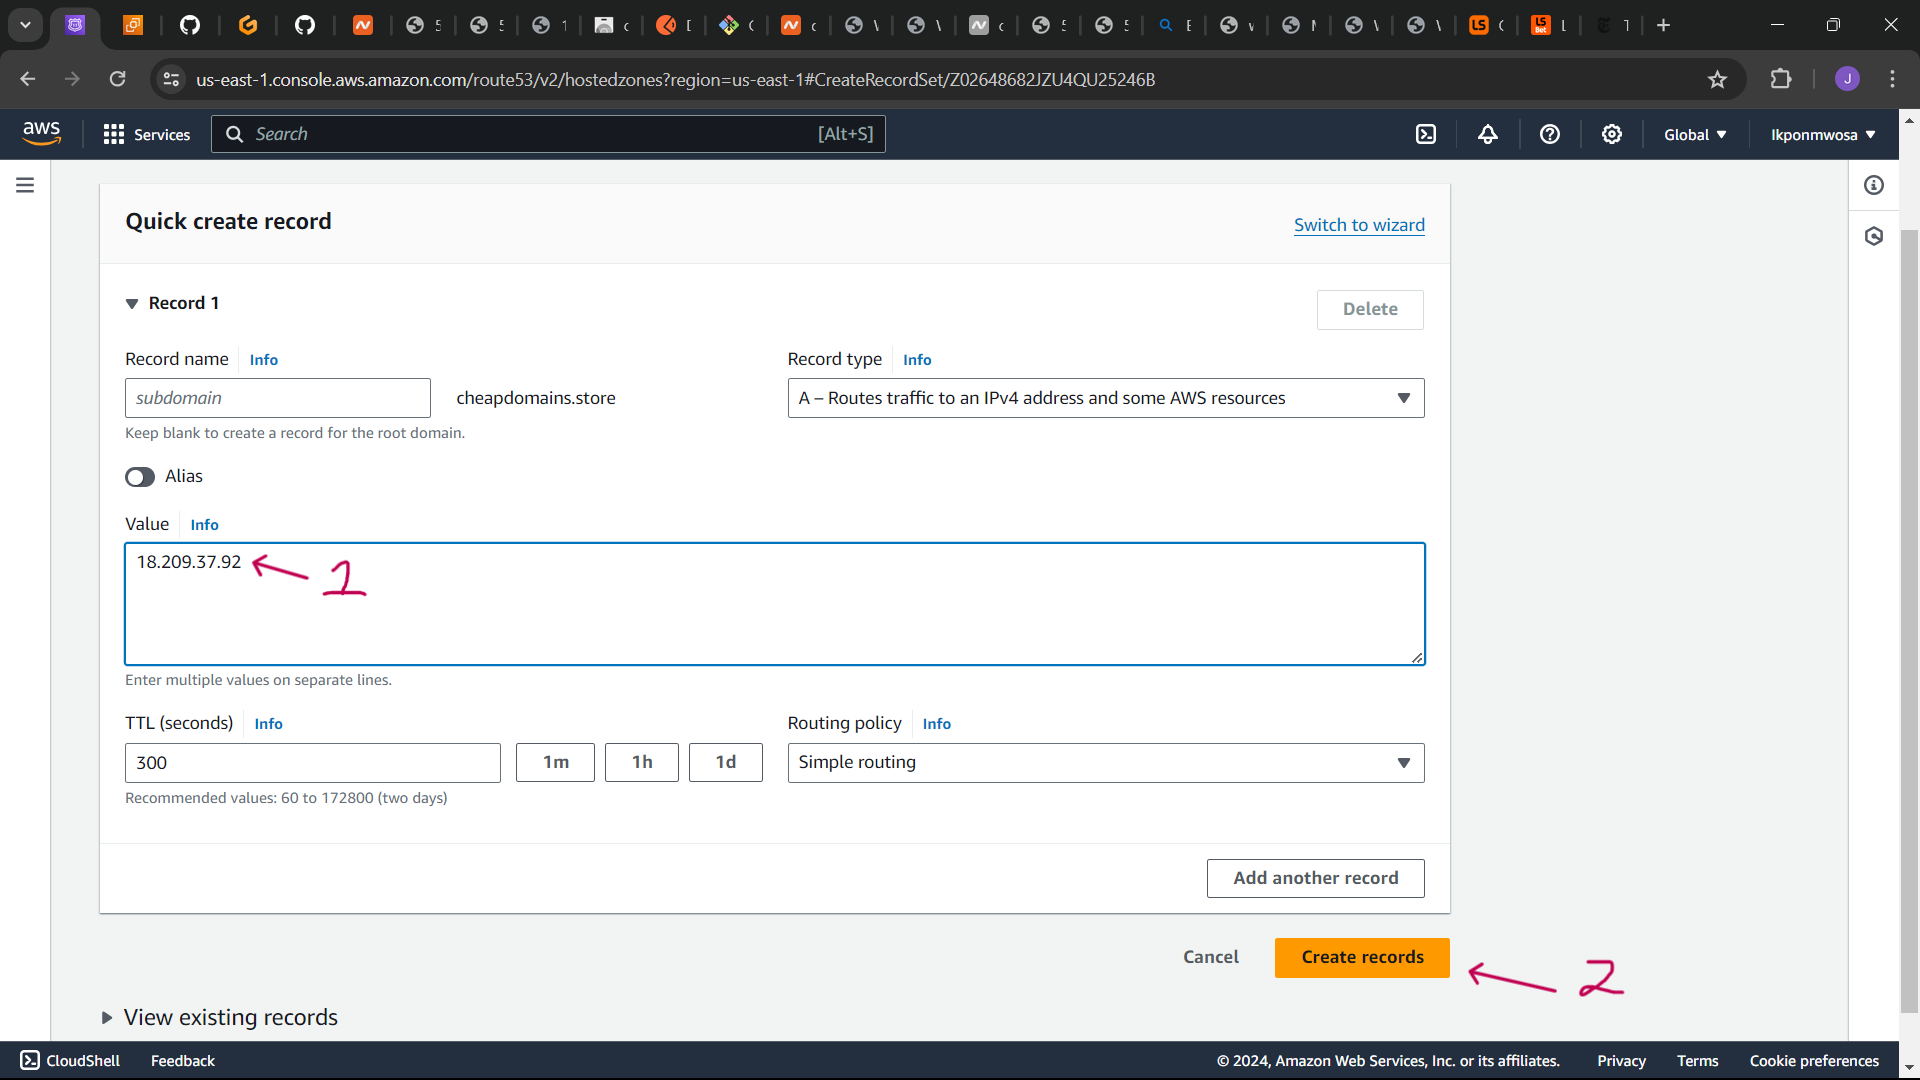 us-east-1.console.aws.amazon.com/route53/v2/hostedzones?region=us-east-1#CreateRecordSet/Z02648682JZU4QU25246B
J
aws
Services
Search
[Alt+S]
Global
Ikponmwosa
Quick create record
Switch to wizard
Record 1
Delete
Record name Info
Record type Info
subdomain
cheapdomains.store
A – Routes traffic to an IPv4 address and some AWS resources
Keep blank to create a record for the root domain.
Alias
Value Info
18.209.37.92
1
Enter multiple values on separate lines.
TTL (seconds) Info
Routing policy Info
300
1m
1h
1d
Simple routing
Recommended values: 60 to 172800 (two days)
Add another record
Cancel
Create records
2
View existing records
CloudShell
Feedback
© 2024, Amazon Web Services, Inc. or its affiliates.
Privacy
Terms
Cookie preferences